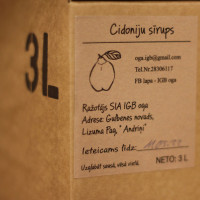 3L
Cidoniju sīrups
oga.igb@gmail.com
Tel.Nr.28306117
FB lapa - IGB oga
Ražotājs SIA IGB oga
Adrese: Gulbenes novads,
Lizuma Pag, "Andriņi"
Ieteicams līdz:
Uzglabāt sausā, vēsā vietā.
NETO: 3 L